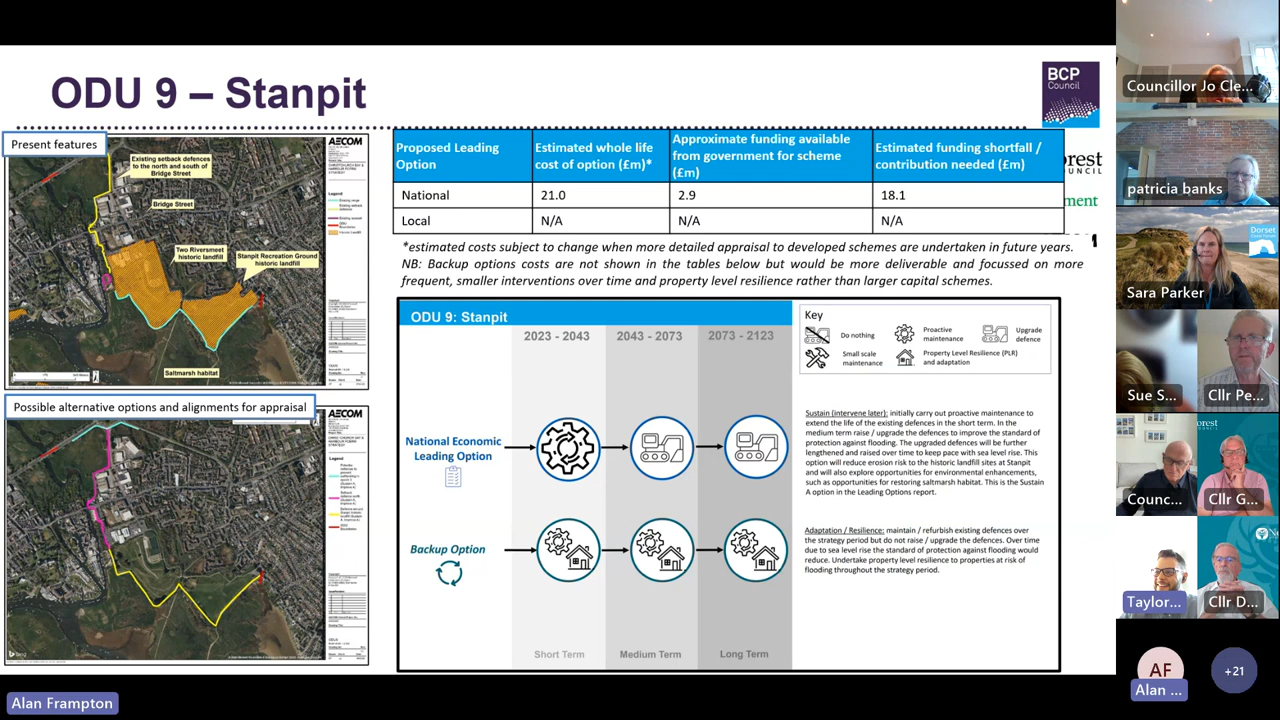 ODU 9 – Stanpit
BCP
Council
Present features
AECOM
Existing setback defences
to the north and south of
Bridge Street
Bridge Street
Two Riversmeet
historic landfill
Stanpit Recreation Ground
historic landfill
Saltmarsh habitat
Legend
Possible alternative options and alignments for appraisal
AECOM
Legend
bing
Proposed Leading Option
Estimated whole life cost of option (£m)*
Approximate funding available from government for scheme (£m)
Estimated funding shortfall / contribution needed (£m)
National 21.0 2.9 18.1
Local N/A N/A N/A
orest
COUNCIL
ment
*estimated costs subject to change when more detailed appraisal to developed schemes are undertaken in future years.
NB: Backup options costs are not shown in the tables below but would be more deliverable and focussed on more
frequent, smaller interventions over time and property level resilience rather than larger capital schemes.
ODU 9: Stanpit
2023 - 2043 2043 - 2073 2073 - 2123
Key
Do nothing
Proactive
maintenance
Upgrade
defence
Small scale
maintenance
Property Level Resilience (PLR)
and adaptation
National Economic
Leading Option
Sustain (intervene later): initially carry out proactive maintenance to
extend the life of the existing defences in the short term. In the
medium term raise / upgrade the defences to improve the standard of
protection against flooding. The upgraded defences will be further
lengthened and raised over time to keep pace with sea level rise. This
option will reduce erosion risk to the historic landfill sites at Stanpit
and will also explore opportunities for environmental enhancements,
such as opportunities for restoring saltmarsh habitat. This is the Sustain
A option in the Leading Options report.
Backup Option
Adaptation / Resilience: maintain / refurbish existing defences over
the strategy period but do not raise / upgrade the defences. Over time
due to sea level rise the standard of protection against flooding would
reduce. Undertake property level resilience to properties at risk of
flooding throughout the strategy period.
Short Term Medium Term Long Term
Alan Frampton
Councillor Jo Cle...
patricia banks
Dorset
Sara Parker
Sue S...
Cllr Pe...
Counc...
orest
Cllr G...
Taylor...
Cllr D...
AF
Alan ...
+21